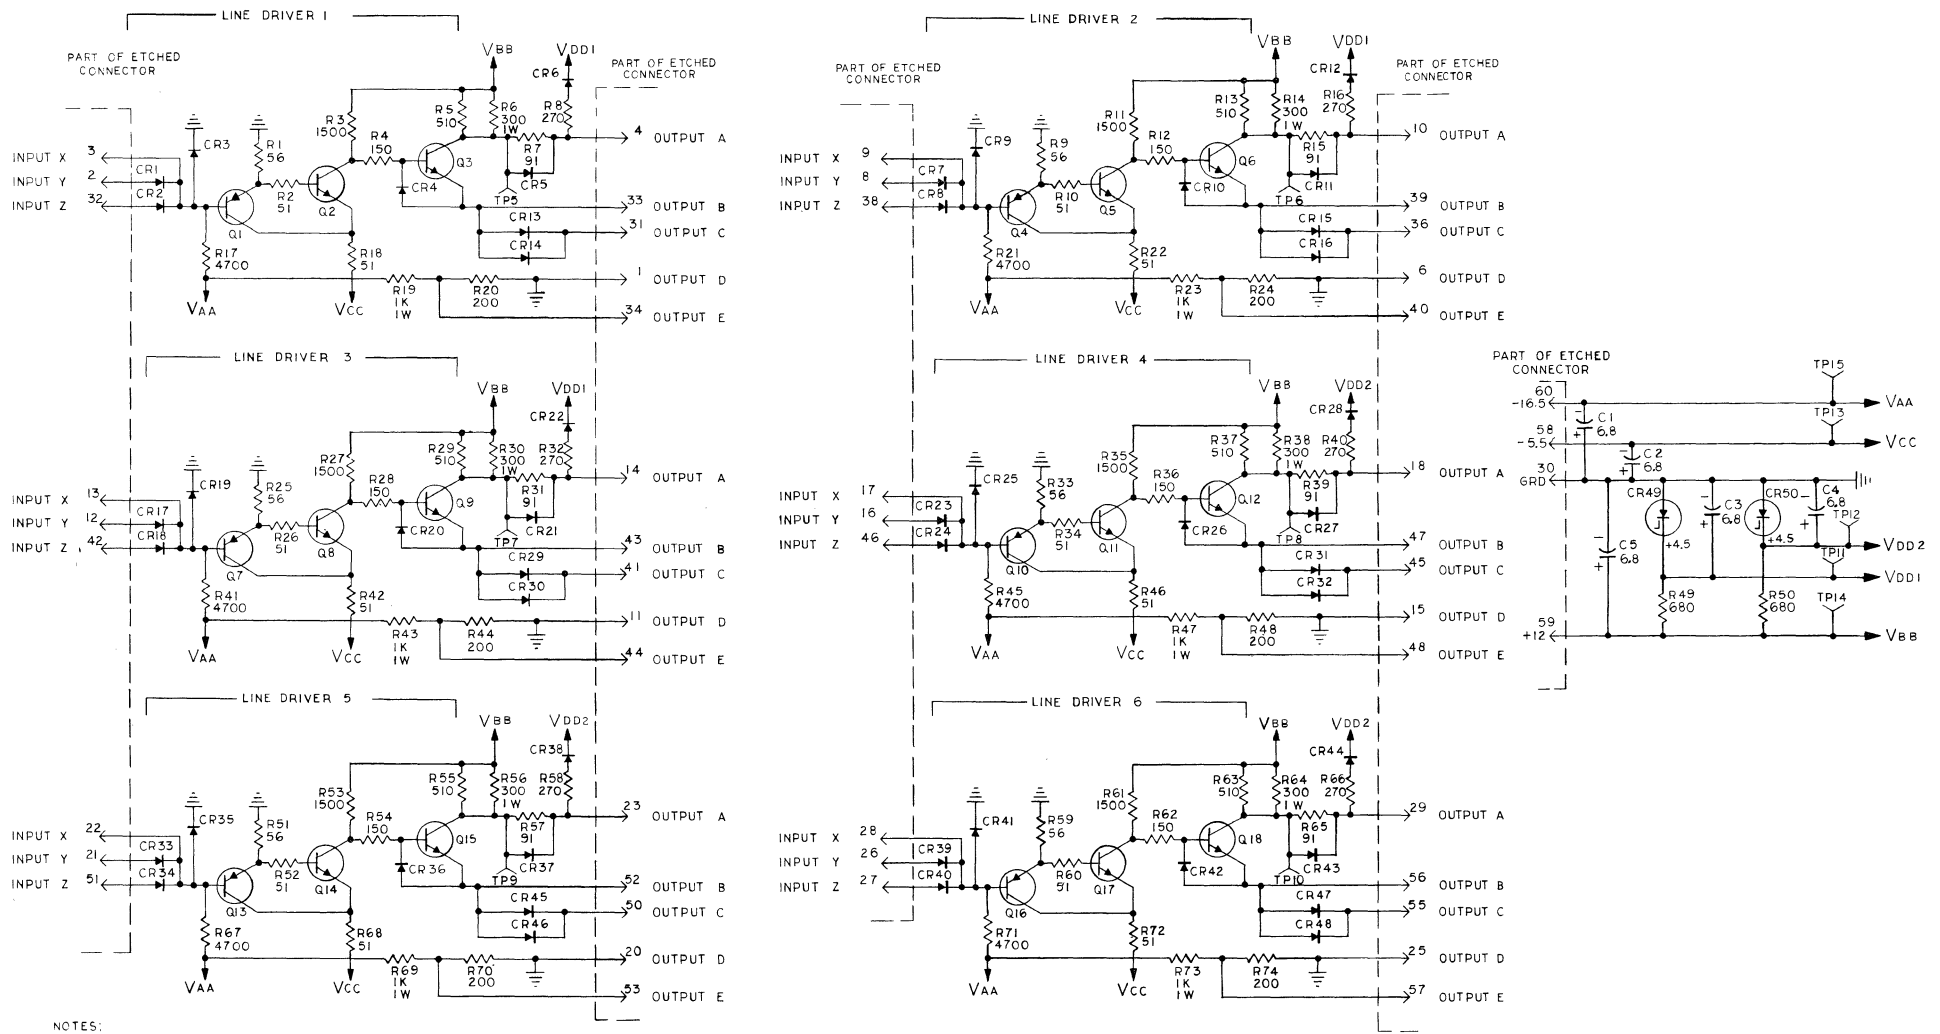 LINE DRIVER 1
PART OF ETCHED
CONNECTOR
VBB
VDD1
PART OF ETCHED
CONNECTOR
CR6
R3
1500
R5
510
R6
300
1W
R8
270
CR3
R1
56
R4
150
R7
91
4 OUTPUT A
INPUT X 3
INPUT Y 2
INPUT Z 32
CR1
CR2
Q3
CR4
CR5
R2
51
Q2
TP5
33 OUTPUT B
Q1
CR13
31 OUTPUT C
CR14
R17
4700
R18
51
1 OUTPUT D
R19
1K
1W
R20
200
VAA
VCC
34 OUTPUT E
LINE DRIVER 2
PART OF ETCHED
CONNECTOR
VBB
VDD1
PART OF ETCHED
CONNECTOR
CR12
R11
1500
R13
510
R14
300
1W
R16
270
CR9
R9
56
R12
150
R15
91
10 OUTPUT A
INPUT X 9
INPUT Y 8
INPUT Z 38
CR7
CR8
Q6
CR10
CR11
R10
51
Q5
TP6
39 OUTPUT B
Q4
CR15
36 OUTPUT C
CR16
R21
4700
R22
51
6 OUTPUT D
R23
1K
1W
R24
200
VAA
VCC
40 OUTPUT E
LINE DRIVER 3
VBB
VDD1
CR22
R27
1500
R29
510
R30
300
1W
R32
270
CR19
R25
56
R28
150
R31
91
14 OUTPUT A
INPUT X 13
INPUT Y 12
INPUT Z 42
CR17
CR18
Q9
CR20
CR21
R26
51
Q8
TP7
43 OUTPUT B
Q7
CR29
41 OUTPUT C
CR30
R41
4700
R42
51
11 OUTPUT D
R43
1K
1W
R44
200
VAA
VCC
44 OUTPUT E
LINE DRIVER 4
VBB
VDD2
CR28
R35
1500
R37
510
R38
300
1W
R40
270
CR25
R33
56
R36
150
R39
91
18 OUTPUT A
INPUT X 17
INPUT Y 16
INPUT Z 46
CR23
CR24
Q12
CR26
CR27
R34
51
Q11
TP8
47 OUTPUT B
Q10
CR31
45 OUTPUT C
CR32
R45
4700
R46
51
15 OUTPUT D
R47
1K
1W
R48
200
VAA
VCC
48 OUTPUT E
PART OF ETCHED
CONNECTOR
TP15
60
-16.5
VAA
C1
6.8
TP13
58
-5.5
VCC
C2
6.8
30
GRD
CR49
C3
6.8
CR50
C4
6.8
TP12
+4.5
+4.5
VDD2
C5
6.8
TP11
VDD1
R49
680
R50
680
TP14
59
+12
VBB
LINE DRIVER 5
VBB
VDD2
CR38
R53
1500
R55
510
R56
300
1W
R58
270
CR35
R51
56
R54
150
R57
91
23 OUTPUT A
INPUT X 22
INPUT Y 21
INPUT Z 51
CR33
CR34
Q15
CR36
CR37
R52
51
Q14
TP9
52 OUTPUT B
Q13
CR45
50 OUTPUT C
CR46
R67
4700
R68
51
20 OUTPUT D
R69
1K
1W
R70
200
VAA
VCC
53 OUTPUT E
LINE DRIVER 6
VBB
VDD2
CR44
R61
1500
R63
510
R64
300
1W
R66
270
CR41
R59
56
R62
150
R65
91
29 OUTPUT A
INPUT X 28
INPUT Y 26
INPUT Z 27
CR39
CR40
Q18
CR42
CR43
R60
51
Q17
TP10
56 OUTPUT B
Q16
CR47
55 OUTPUT C
CR48
R71
4700
R72
51
25 OUTPUT D
R73
1K
1W
R74
200
VAA
VCC
57 OUTPUT E
NOTES: